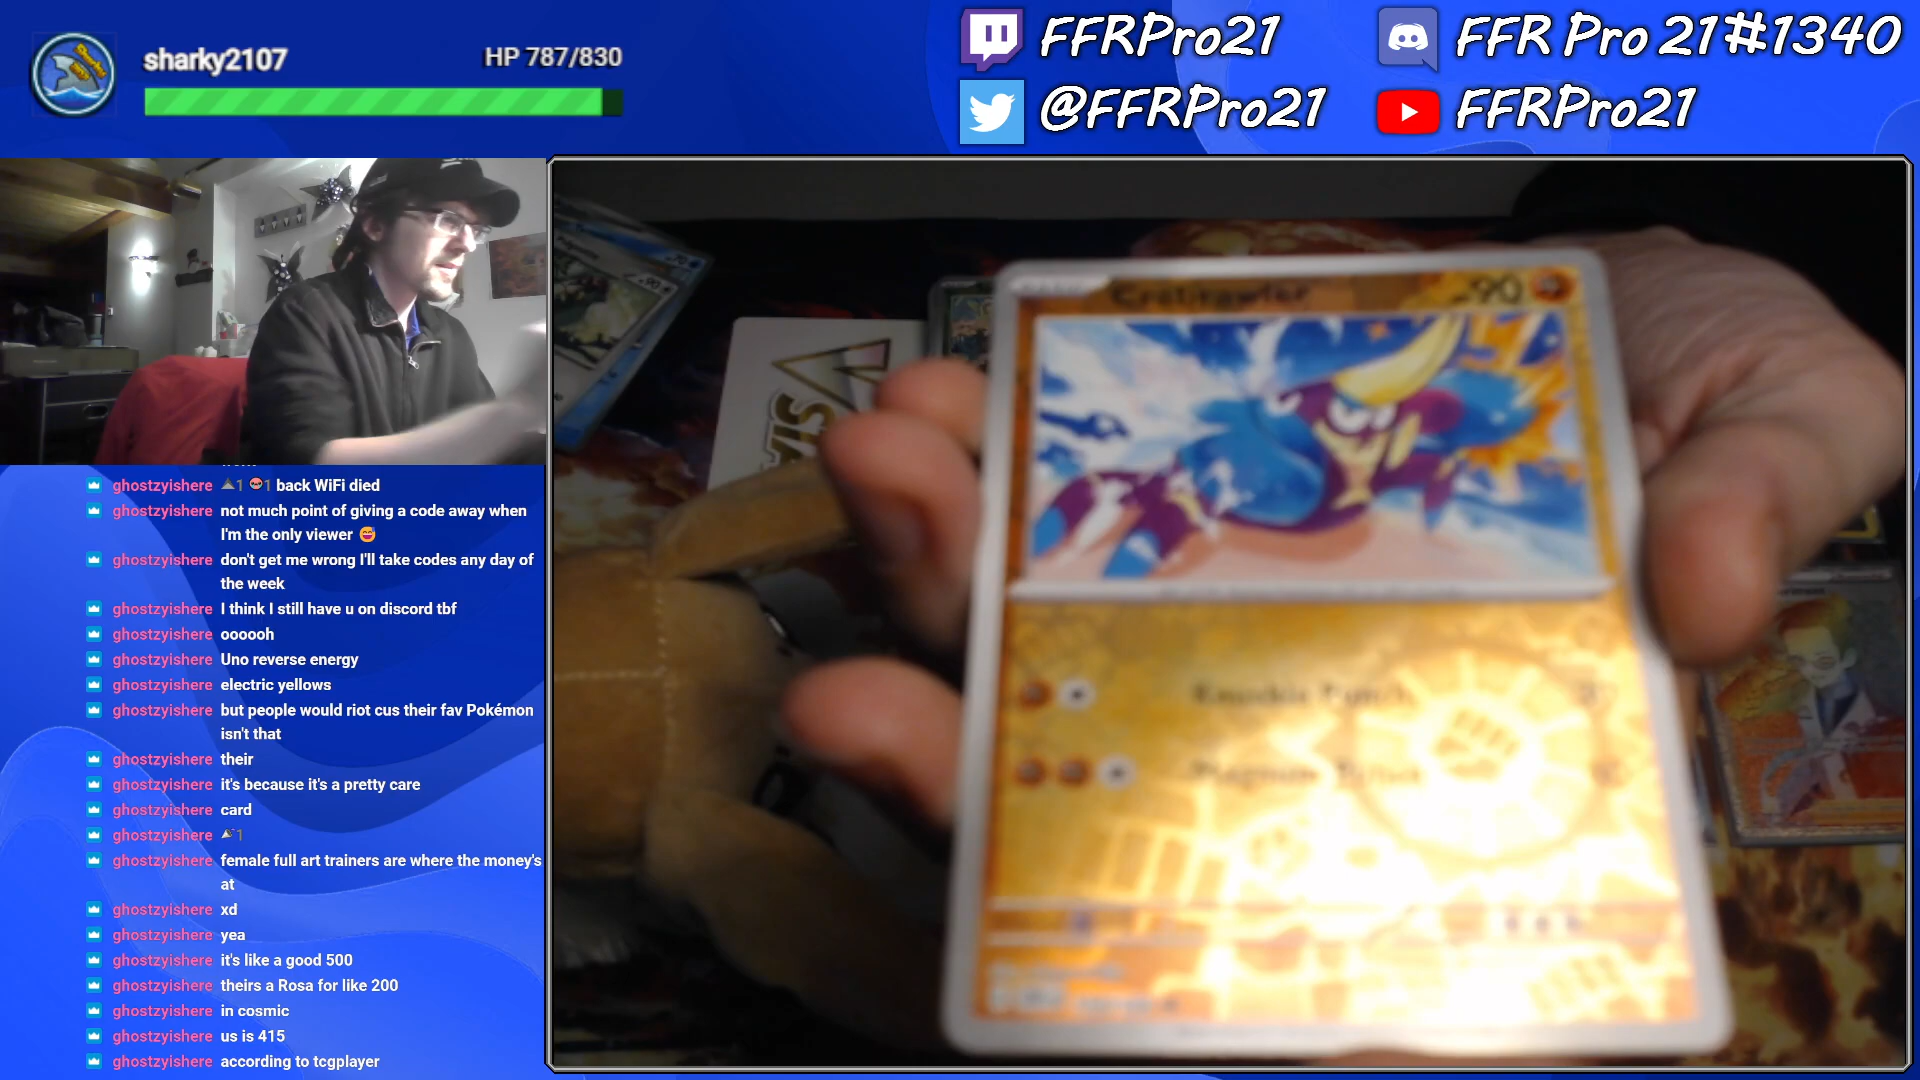 sharky2107 HP 787/830
FFRPro21 FFR Pro 21#1340
@FFRPro21 FFRPro21
ghostzyishere 1 1 back WiFi died
ghostzyishere not much point of giving a code away when
I'm the only viewer 😅
ghostzyishere don't get me wrong I'll take codes any day of
the week
ghostzyishere I think I still have u on discord tbf
ghostzyishere oooooh
ghostzyishere Uno reverse energy
ghostzyishere electric yellows
ghostzyishere but people would riot cus their fav Pokémon
isn't that
ghostzyishere their
ghostzyishere it's because it's a pretty care
ghostzyishere card
ghostzyishere 1
ghostzyishere female full art trainers are where the money's
at
ghostzyishere xd
ghostzyishere yea
ghostzyishere it's like a good 500
ghostzyishere theirs a Rosa for like 200
ghostzyishere in cosmic
ghostzyishere us is 415
ghostzyishere according to tcgplayer
Crabrawler 90
Knuckle Punch
Magnum Punch